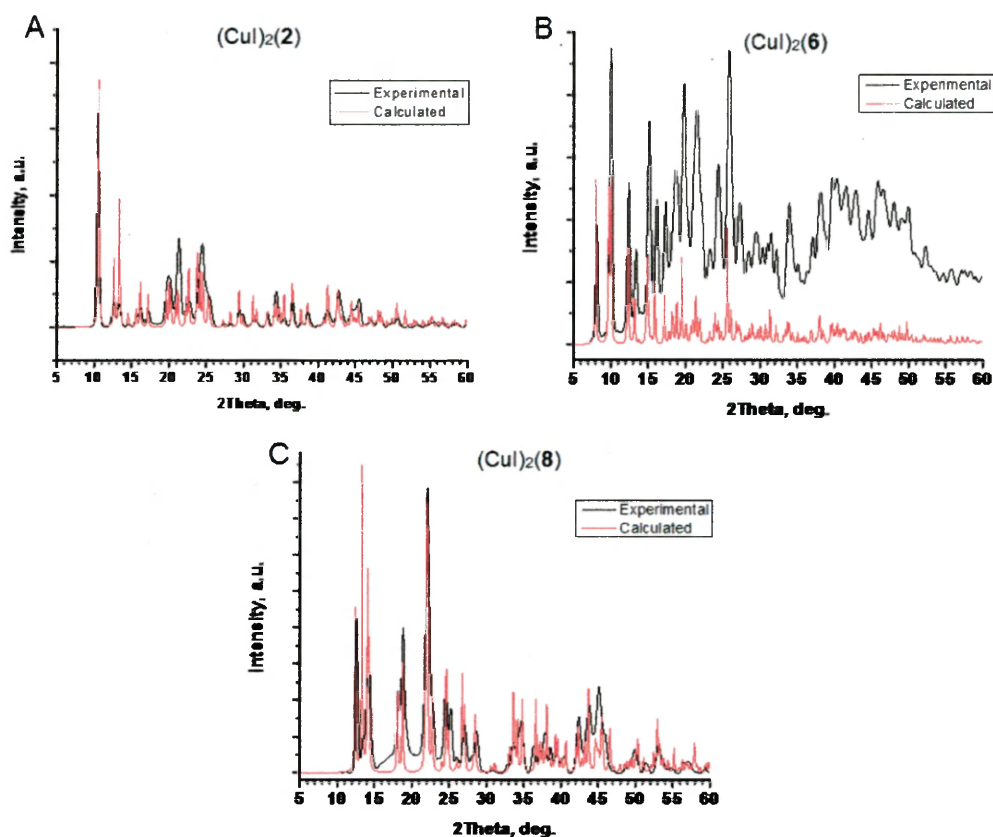 A
(CuI)₂(2)
Experimental
Calculated
Intensity, a.u.
5 10 15 20 25 30 35 40 45 50 55 60
2Theta, deg.
B
(CuI)₂(6)
Expenmental
Calculated
Intensity, a.u.
5 10 15 20 25 30 35 40 45 50 55 60
2Theta, deg.
C
(CuI)₂(8)
Experimental
Calculated
Intensity, a.u.
5 10 15 20 25 30 35 40 45 50 55 60
2Theta, deg.